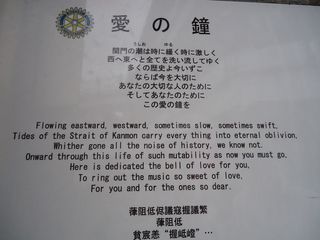 愛の鐘
うしお ゆる
関門の潮は時に緩く時に激しく
西へ東へと全てを洗い流してゆく
多くの歴史よ今いずこ
ならば今を大切に
あなたの大切な人のために
そしてあなたのために
この愛の鐘を
Flowing eastward, westward, sometimes slow, sometimes swift,
Tides of the Strait of Kanmon carry every thing into eternal oblivion.
Whither gone all the noise of history, we know not.
Onward through this life of such mutability as now you must go,
Here is dedicated the bell of love for you,
To ring out the music so sweet of love,
For you and for the ones so dear.